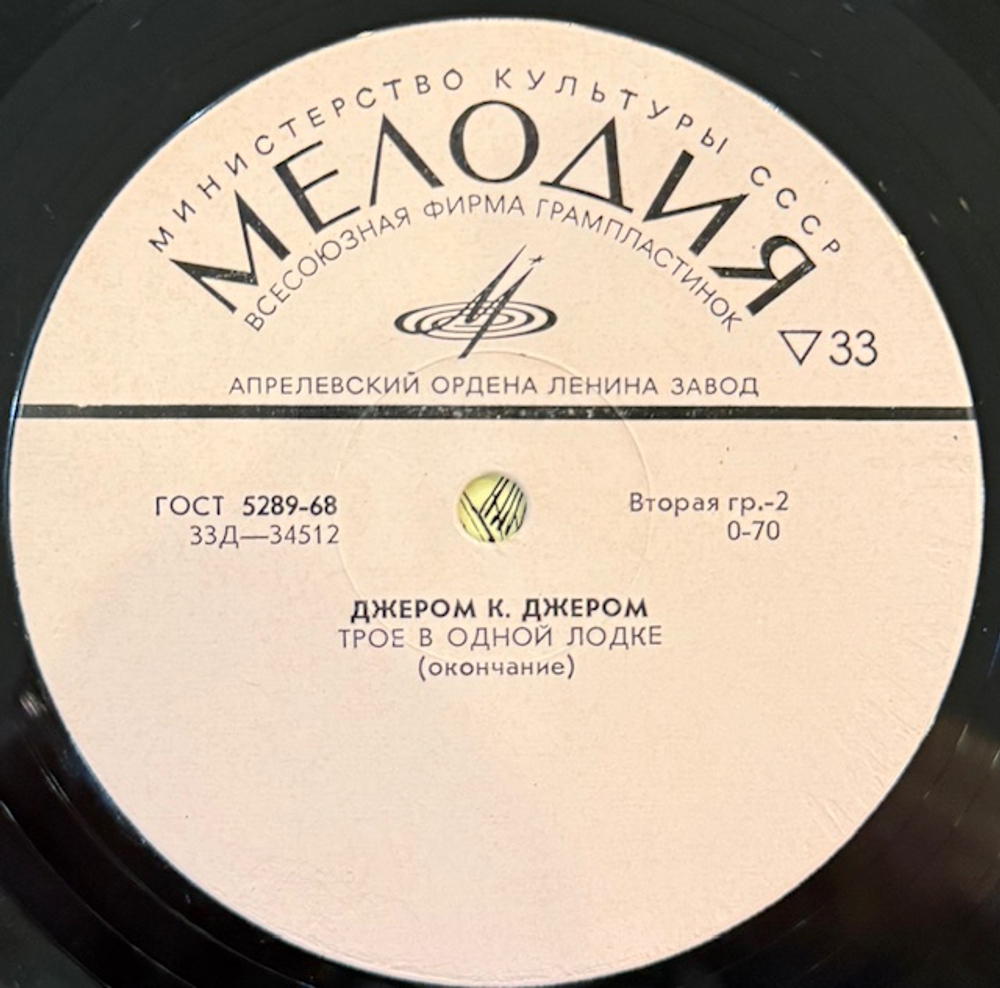 МИНИСТЕРСТВО КУЛЬТУРЫ СССР
МЕЛОДИЯ
ВСЕСОЮЗНАЯ ФИРМА ГРАМПЛАСТИНОК
▽33
АПРЕЛЕВСКИЙ ОРДЕНА ЛЕНИНА ЗАВОД
ГОСТ 5289-68
33Д—34512
Вторая гр.-2
0-70
ДЖЕРОМ К. ДЖЕРОМ
ТРОЕ В ОДНОЙ ЛОДКЕ
(окончание)